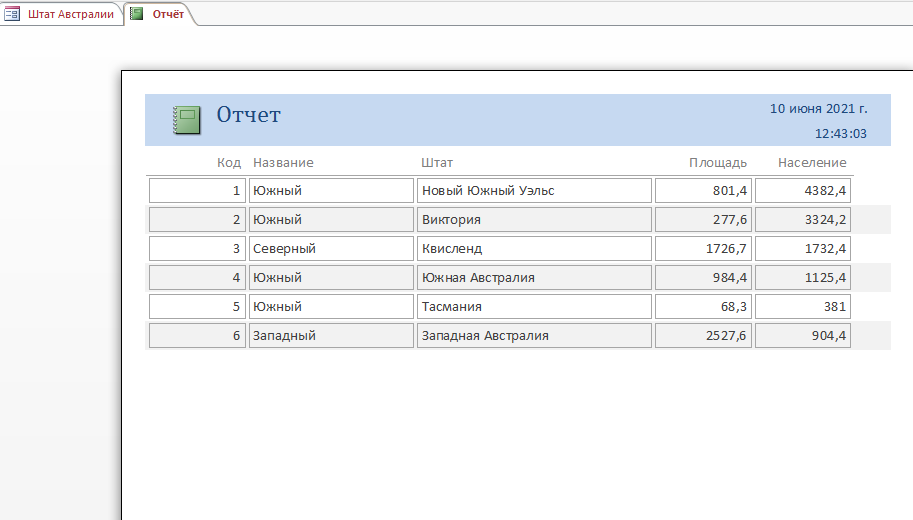 Штат Австралии Отчёт
Отчет 10 июня 2021 г.
12:43:03
Код Название Штат Площадь Население
1 Южный Новый Южный Уэльс 801,4 4382,4
2 Южный Виктория 277,6 3324,2
3 Северный Квисленд 1726,7 1732,4
4 Южный Южная Австралия 984,4 1125,4
5 Южный Тасмания 68,3 381
6 Западный Западная Австралия 2527,6 904,4